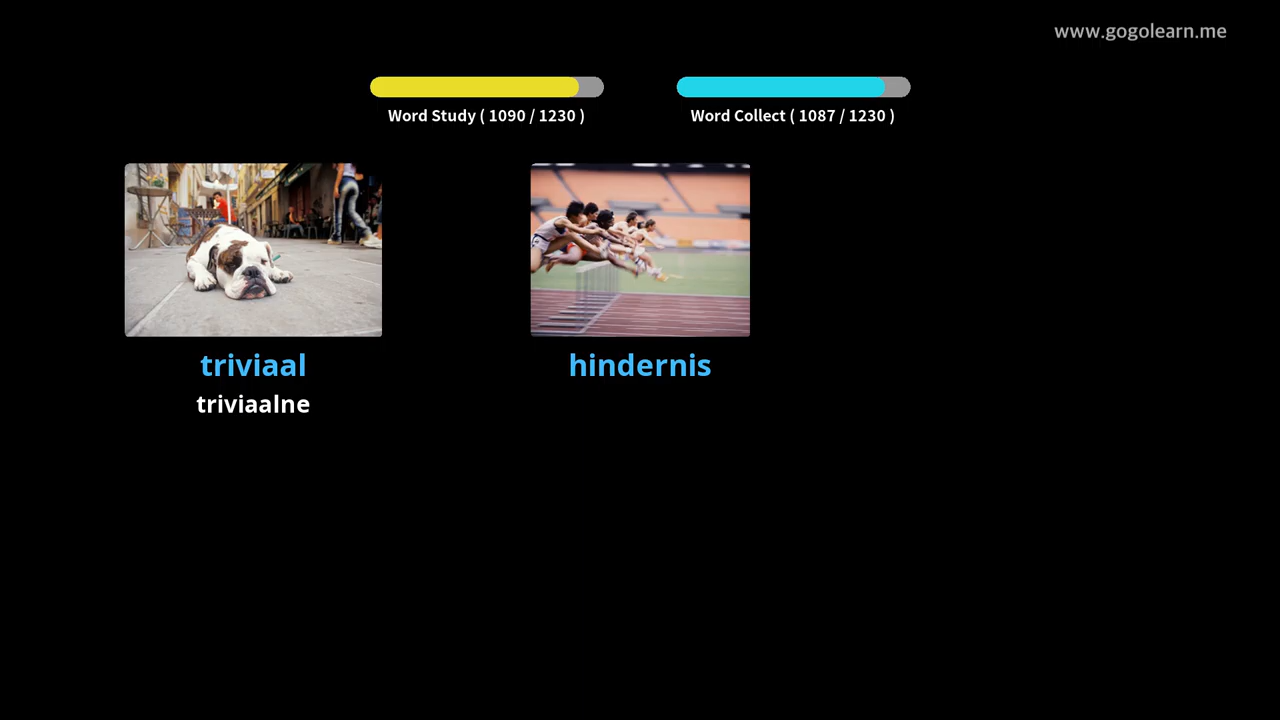 www.gogolearn.me
Word Study ( 1090 / 1230 )
Word Collect ( 1087 / 1230 )
triviaal
hindernis
triviaalne